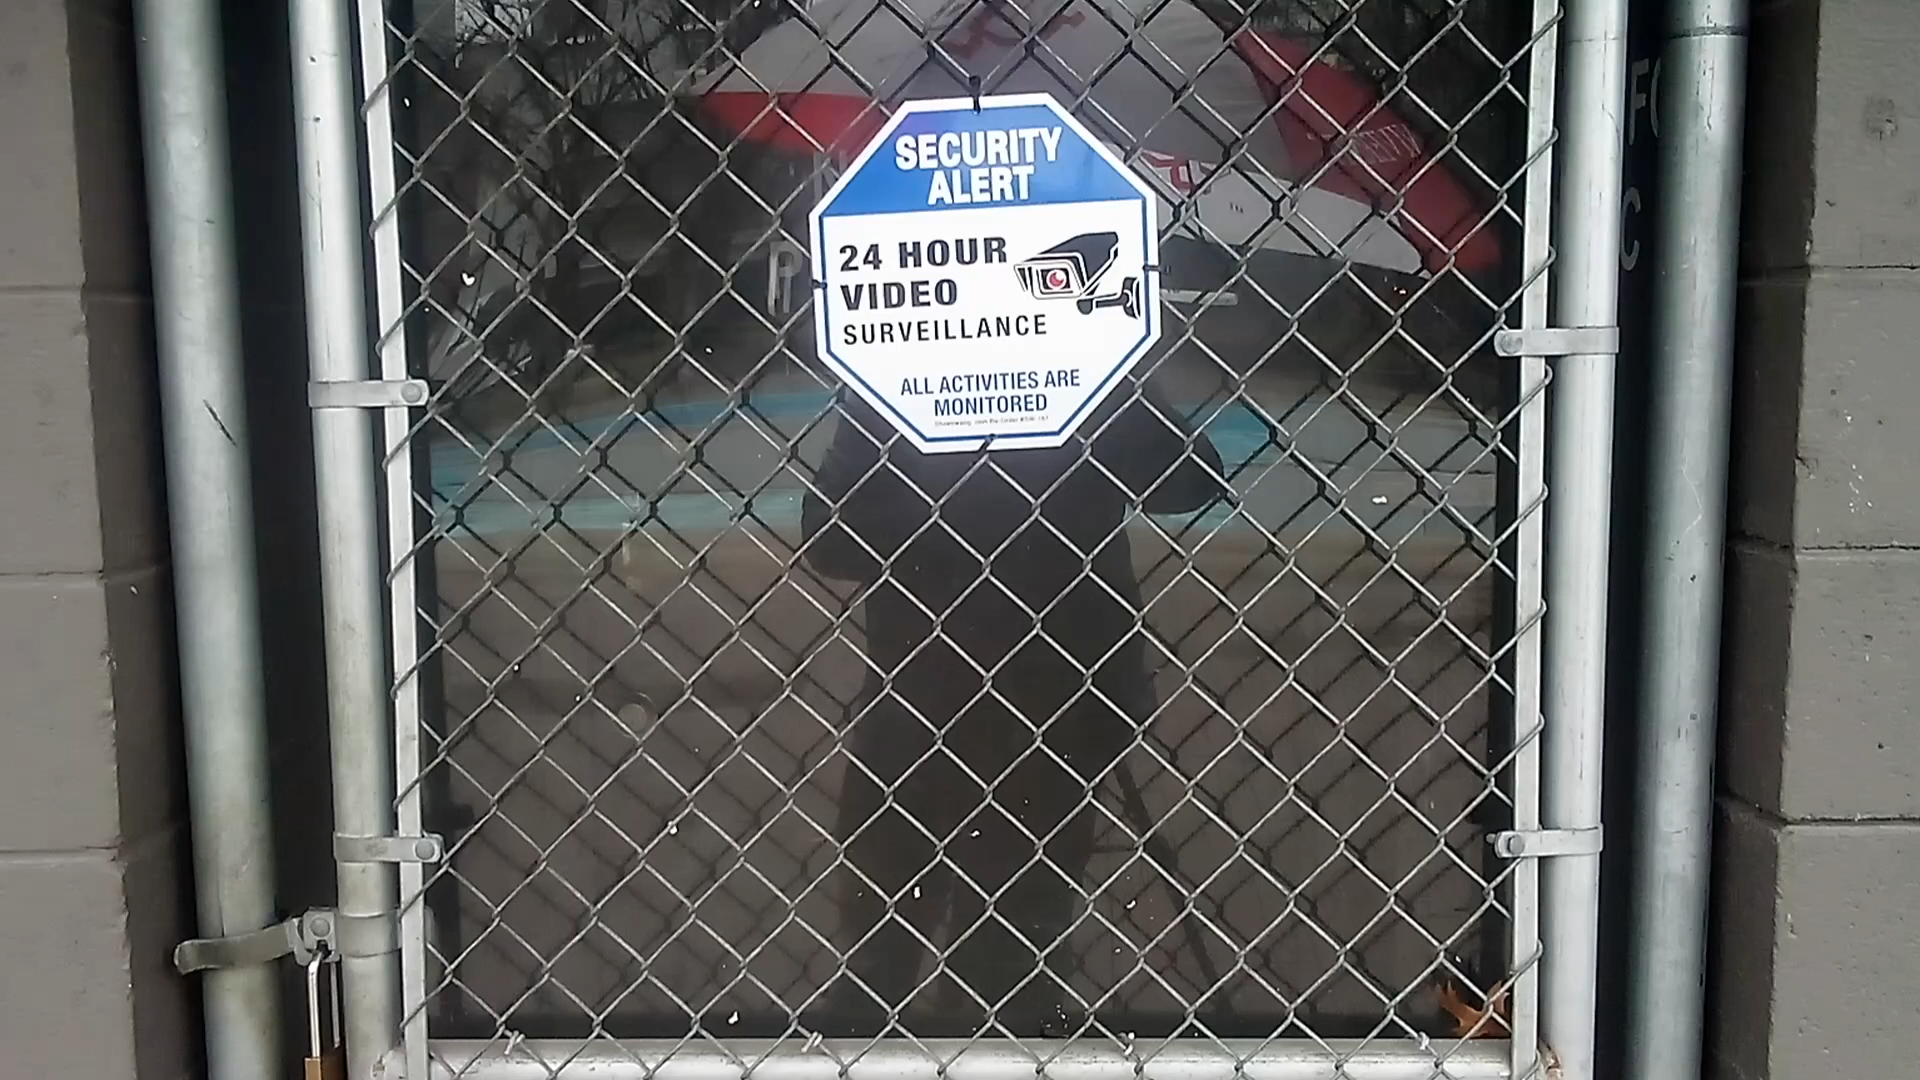 SECURITY
ALERT
24 HOUR
VIDEO
SURVEILLANCE
ALL ACTIVITIES ARE
MONITORED